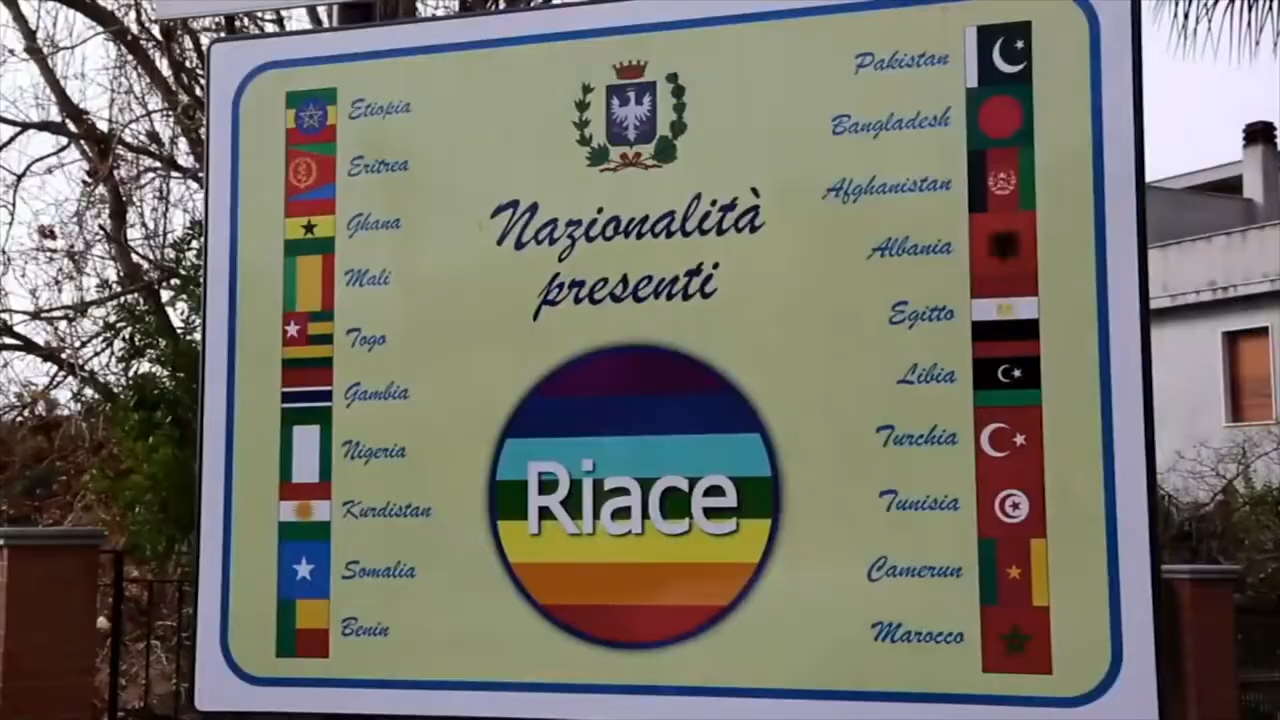 Nazionalità
presenti
Riace
Etiopia
Eritrea
Ghana
Mali
Togo
Gambia
Nigeria
Kurdistan
Somalia
Benin
Pakistan
Bangladesh
Afghanistan
Albania
Egitto
Libia
Turchia
Tunisia
Camerun
Marocco